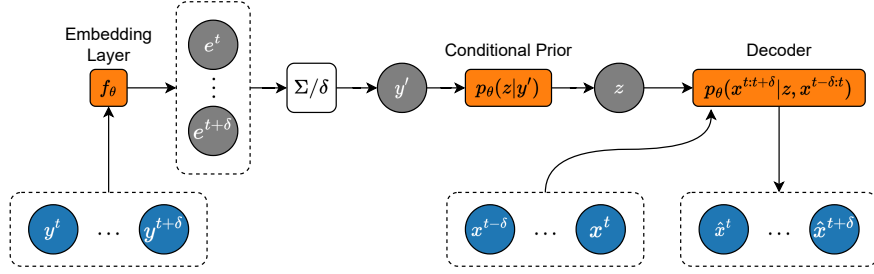 Embedding
Layer
f_θ
e^t
⋮
e^{t+δ}
Σ/δ
y′
Conditional Prior
p_θ(z|y′)
z
Decoder
p_θ(x^{t:t+δ}|z, x^{t−δ:t})
y^t … y^{t+δ}
x^{t−δ} … x^t
x̂^t … x̂^{t+δ}